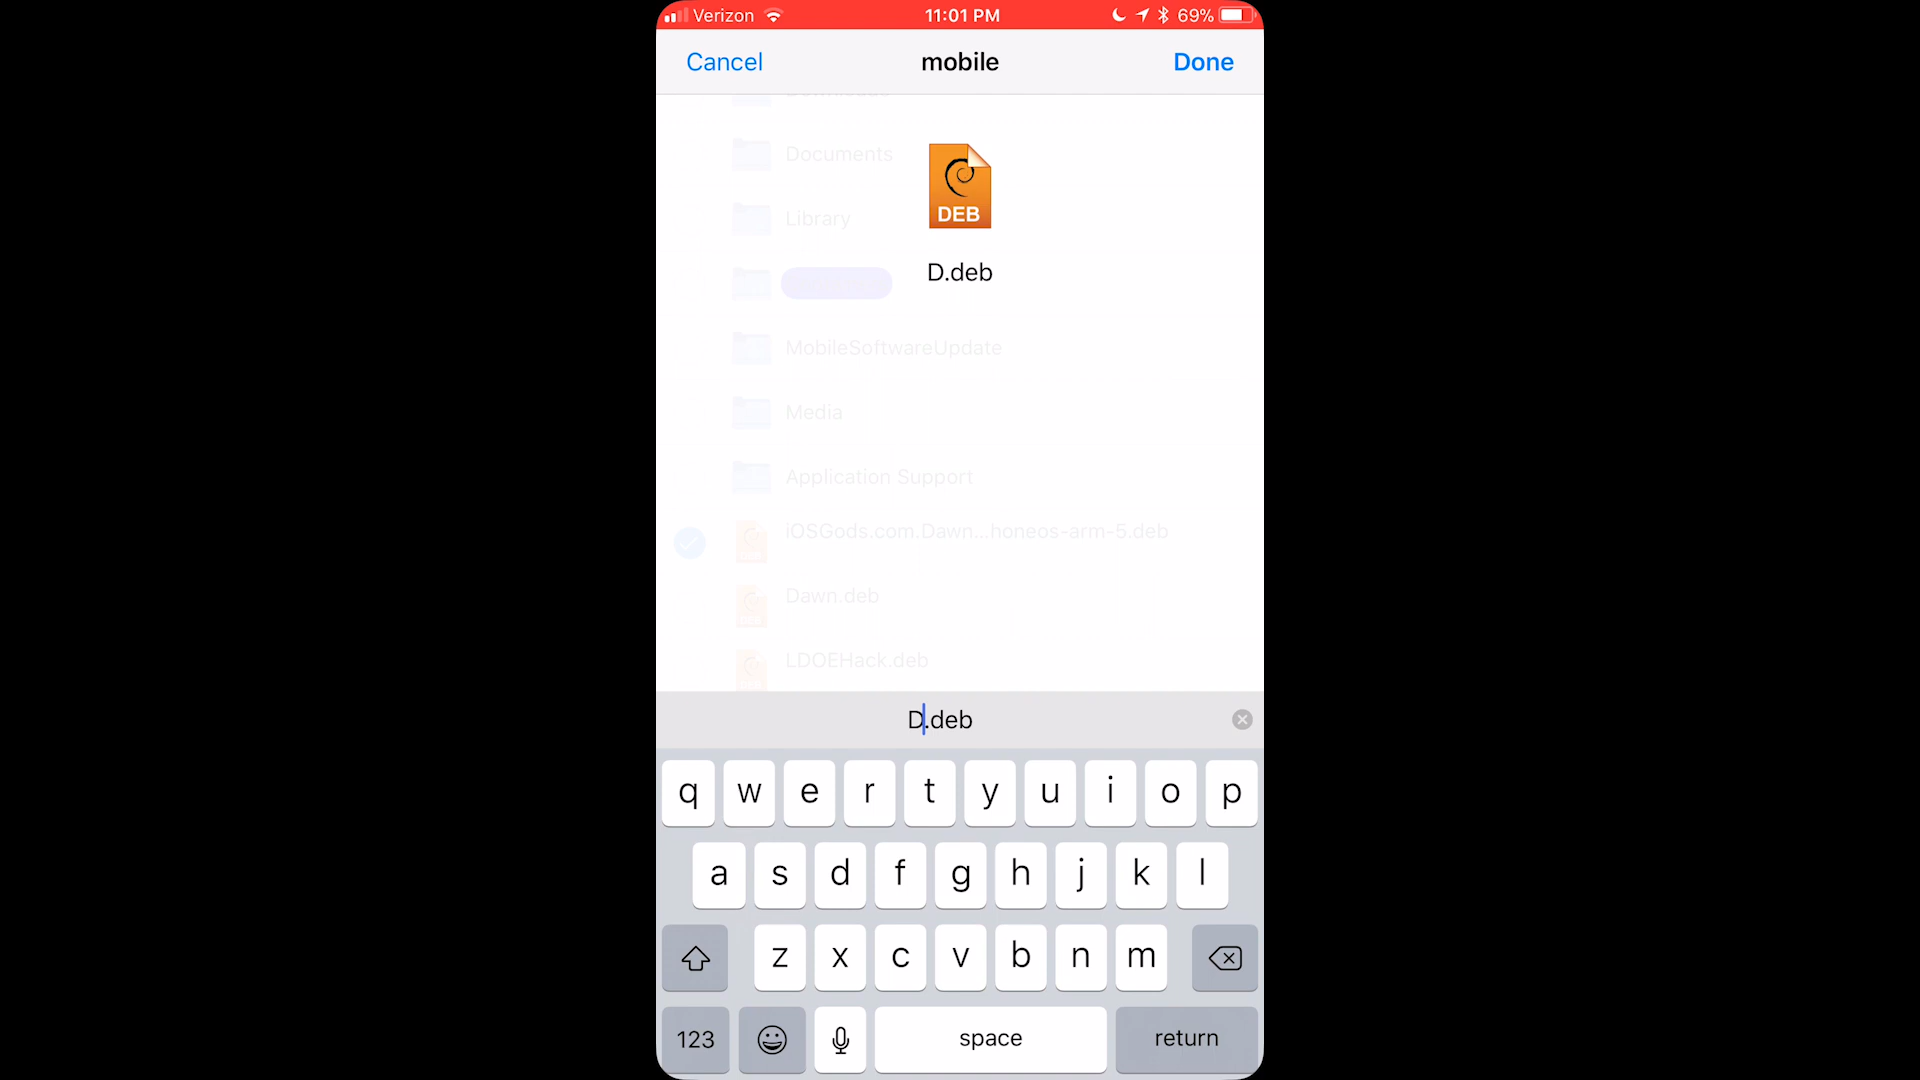 Verizon 11:01 PM 69%
Cancel mobile Done
Documents
DEB
Library
D.deb
MobileSoftwareUpdate
Media
Application Support
iOSGods.com.Dawn...honeos-arm-5.deb
Dawn.deb
LDOEHack.deb
D.deb
q w e r t y u i o p
a s d f g h j k l
z x c v b n m
123 space return